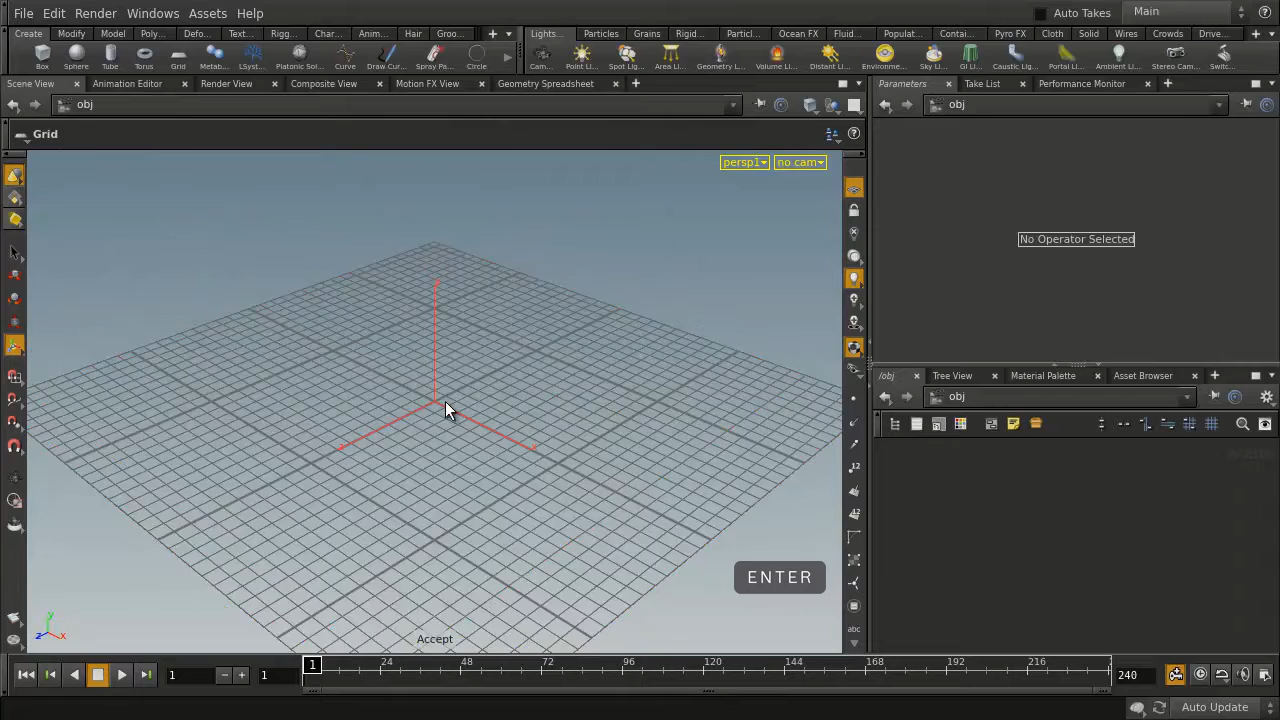 File Edit Render Windows Assets Help
Auto Takes Main
Create Modify Model Poly... Defo... Text... Rigg... Char... Anim... Hair Groo...
Lights... Particles Grains Rigid... Particl... Ocean FX Fluid... Populat... Contai... Pyro FX Cloth Solid Wires Crowds Drive...
Box Sphere Tube Torus Grid Metab... LSyst... Platonic Sol... Curve Draw Cur... Spray Pa... Circle
Cam... Point Li... Spot Lig... Area Li... Geometry L... Volume Li... Distant Li... Environme... Sky Li... GI Li... Caustic Lig... Portal Li... Ambient Li... Stereo Cam... Switc...
Scene View Animation Editor Render View Composite View Motion FX View Geometry Spreadsheet
Parameters Take List Performance Monitor
obj
obj
Grid
persp1 no cam
No Operator Selected
/obj Tree View Material Palette Asset Browser
obj
12
12
abc
x
z
y
z
x
ENTER
Accept
1 1 1 24 48 72 96 120 144 168 192 216 240
Auto Update